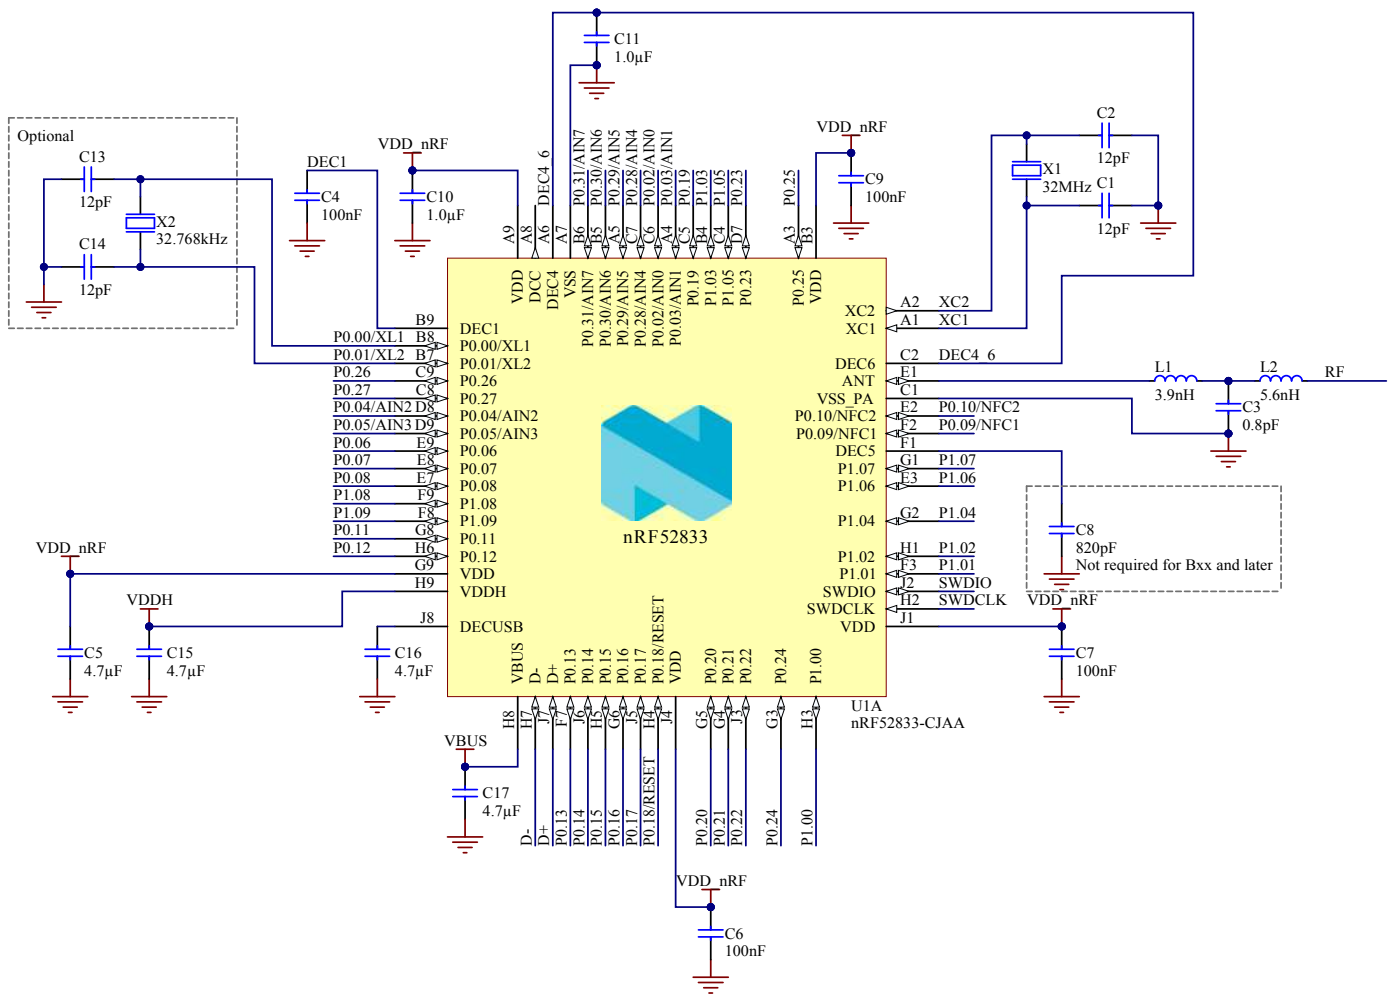 C11
1.0µF
Optional
C13
12pF
X2
32.768kHz
C14
12pF
DEC1
C4
100nF
VDD_nRF
C10
1.0µF
DEC4_6
P0.31/AIN7
P0.30/AIN6
P0.29/AIN5
P0.28/AIN4
P0.02/AIN0
P0.03/AIN1
P0.19
P1.03
P1.05
P0.23
P0.25
VDD_nRF
C9
100nF
C2
12pF
X1
32MHz
C1
12pF
A9
A8
A6
A7
B6
B5
A5
C7
C6
A4
C5
B4
C4
D7
A3
B3
VDD
DCC
DEC4
VSS
P0.31/AIN7
P0.30/AIN6
P0.29/AIN5
P0.28/AIN4
P0.02/AIN0
P0.03/AIN1
P0.19
P1.03
P1.05
P0.23
P0.25
VDD
B9 DEC1
P0.00/XL1 B8 P0.00/XL1
P0.01/XL2 B7 P0.01/XL2
P0.26 C9 P0.26
P0.27 C8 P0.27
P0.04/AIN2 D8 P0.04/AIN2
P0.05/AIN3 D9 P0.05/AIN3
P0.06 E9 P0.06
P0.07 E8 P0.07
P0.08 E7 P0.08
P1.08 F9 P1.08
P1.09 F8 P1.09
P0.11 G8 P0.11
P0.12 H6 P0.12
G9 VDD
H9 VDDH
J8 DECUSB
XC2 A2 XC2
XC1 A1 XC1
DEC6 C2 DEC4_6
ANT E1
VSS_PA C1
P0.10/NFC2 E2 P0.10/NFC2
P0.09/NFC1 F2 P0.09/NFC1
DEC5 F1
P1.07 G1 P1.07
P1.06 E3 P1.06
P1.04 G2 P1.04
P1.02 H1 P1.02
P1.01 F3 P1.01
SWDIO J2 SWDIO
SWDCLK H2 SWDCLK
VDD J1
L1
3.9nH
L2
5.6nH
RF
C3
0.8pF
C8
820pF
Not required for Bxx and later
VDD_nRF
C7
100nF
nRF52833
VDD_nRF
C5
4.7µF
VDDH
C15
4.7µF
C16
4.7µF
VBUS
D-
D+
P0.13
P0.14
P0.15
P0.16
P0.17
P0.18/RESET
VDD
P0.20
P0.21
P0.22
P0.24
P1.00
U1A
nRF52833-CJAA
H8
H7
J7
F7
J6
H5
G6
J5
H4
J4
G5
G4
J3
G3
H3
VBUS
C17
4.7µF
D-
D+
P0.13
P0.14
P0.15
P0.16
P0.17
P0.18/RESET
P0.20
P0.21
P0.22
P0.24
P1.00
VDD_nRF
C6
100nF